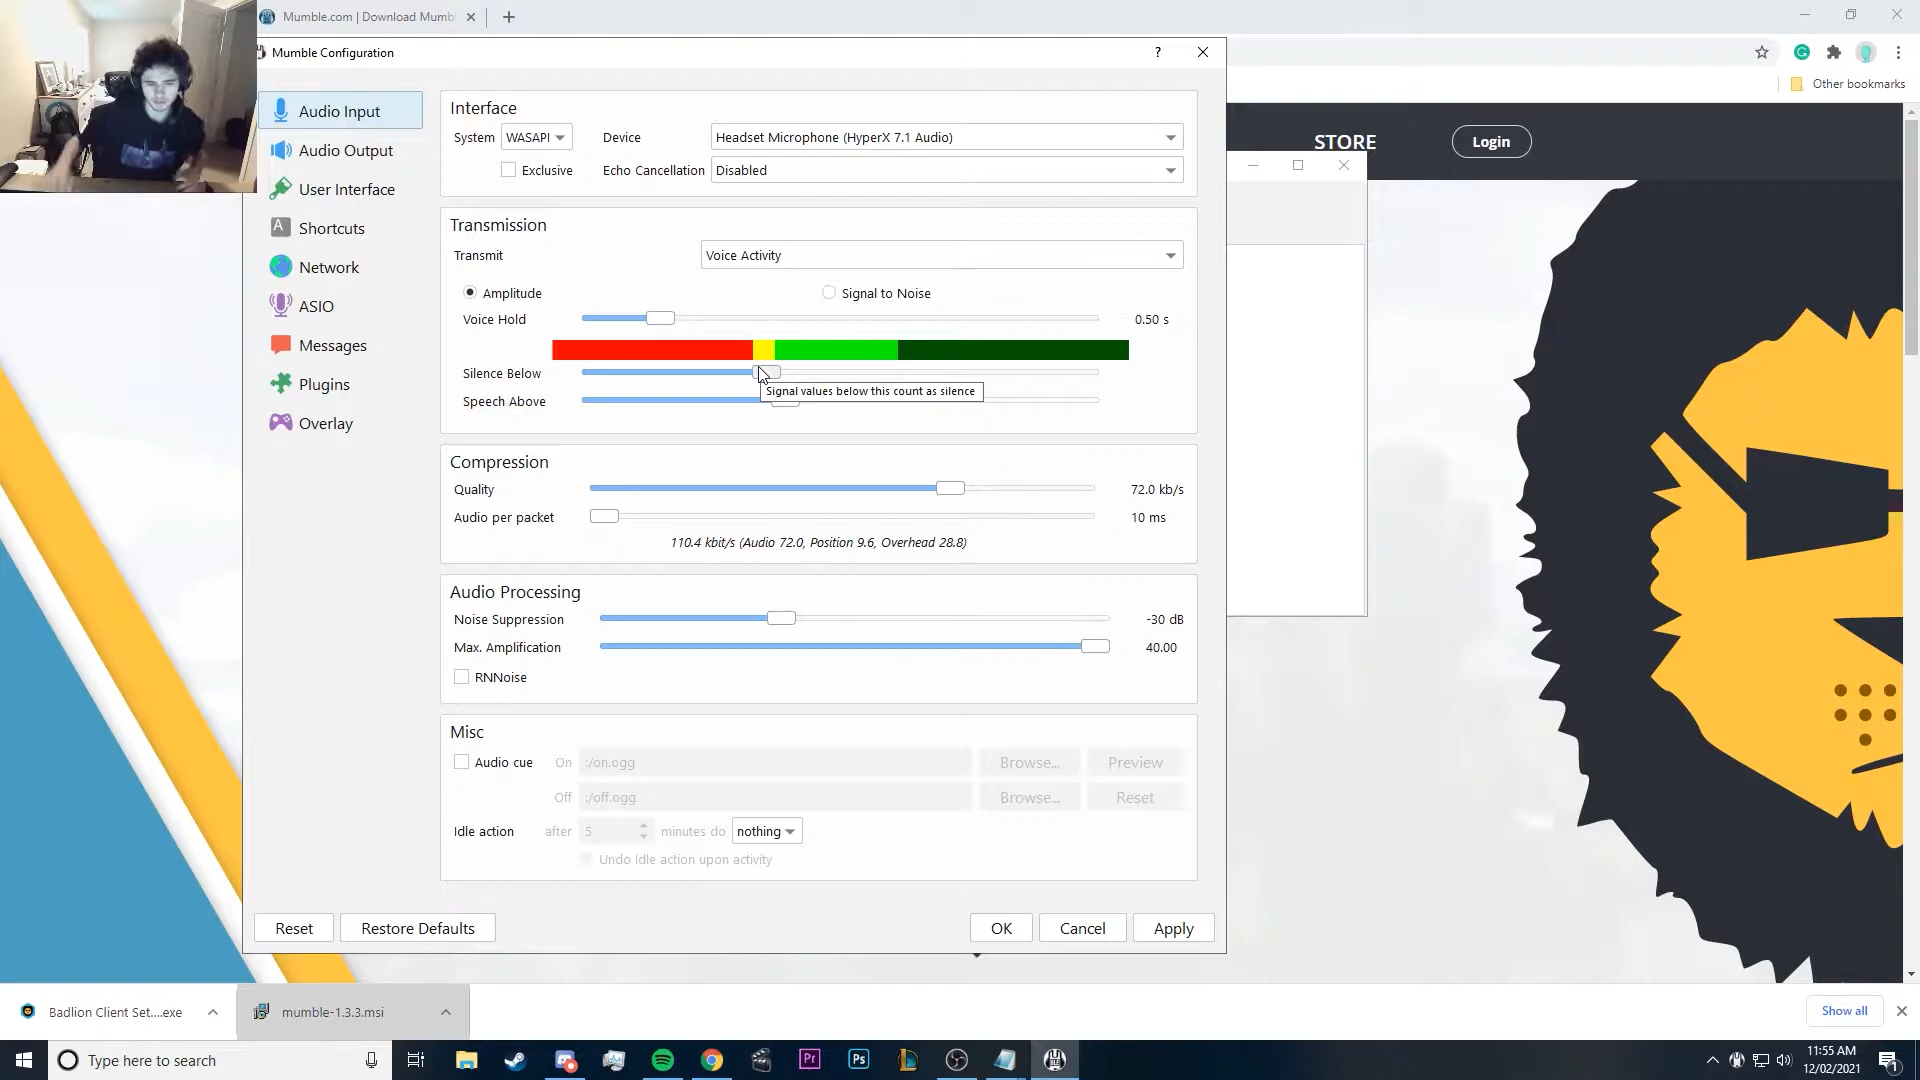 Mumble.com | Download Mumbl
Mumble Configuration
?
Other bookmarks
Audio Input
Audio Output
User Interface
Shortcuts
Network
ASIO
Messages
Plugins
Overlay
Interface
System WASAPI Device Headset Microphone (HyperX 7.1 Audio)
Exclusive Echo Cancellation Disabled
STORE Login
Transmission
Transmit Voice Activity
Amplitude Signal to Noise
Voice Hold 0.50 s
Silence Below
Signal values below this count as silence
Speech Above
Compression
Quality 72.0 kb/s
Audio per packet 10 ms
110.4 kbit/s (Audio 72.0, Position 9.6, Overhead 28.8)
Audio Processing
Noise Suppression -30 dB
Max. Amplification 40.00
RNNoise
Misc
Audio cue On :/on.ogg Browse... Preview
Off :/off.ogg Browse... Reset
Idle action after 5 minutes do nothing
Undo Idle action upon activity
Reset Restore Defaults OK Cancel Apply
Badlion Client Set....exe mumble-1.3.3.msi Show all
Type here to search
Pr Ps
11:55 AM
12/02/2021
1